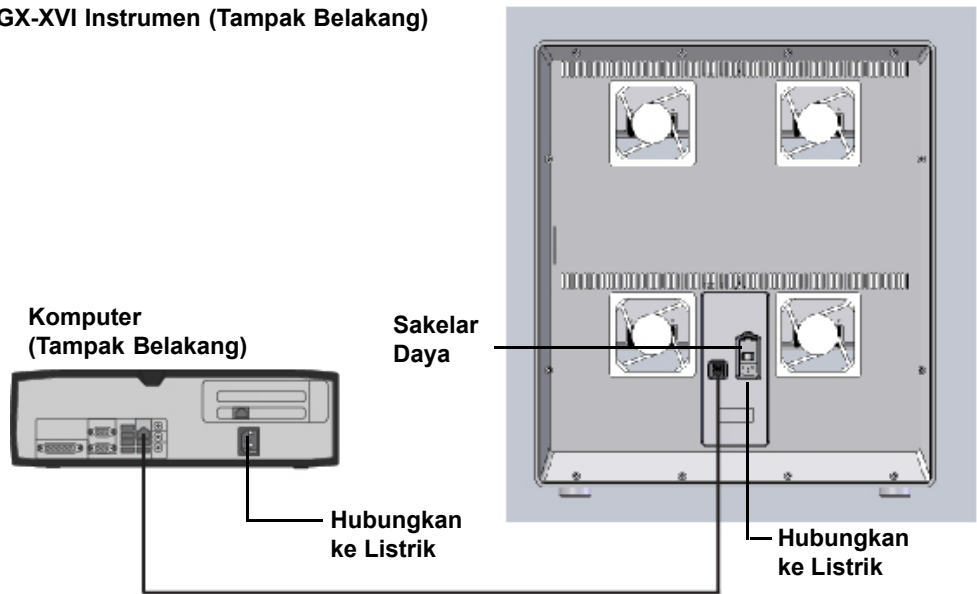 GX-XVI Instrumen (Tampak Belakang)
Komputer
(Tampak Belakang)
Sakelar
Daya
Hubungkan
ke Listrik
Hubungkan
ke Listrik